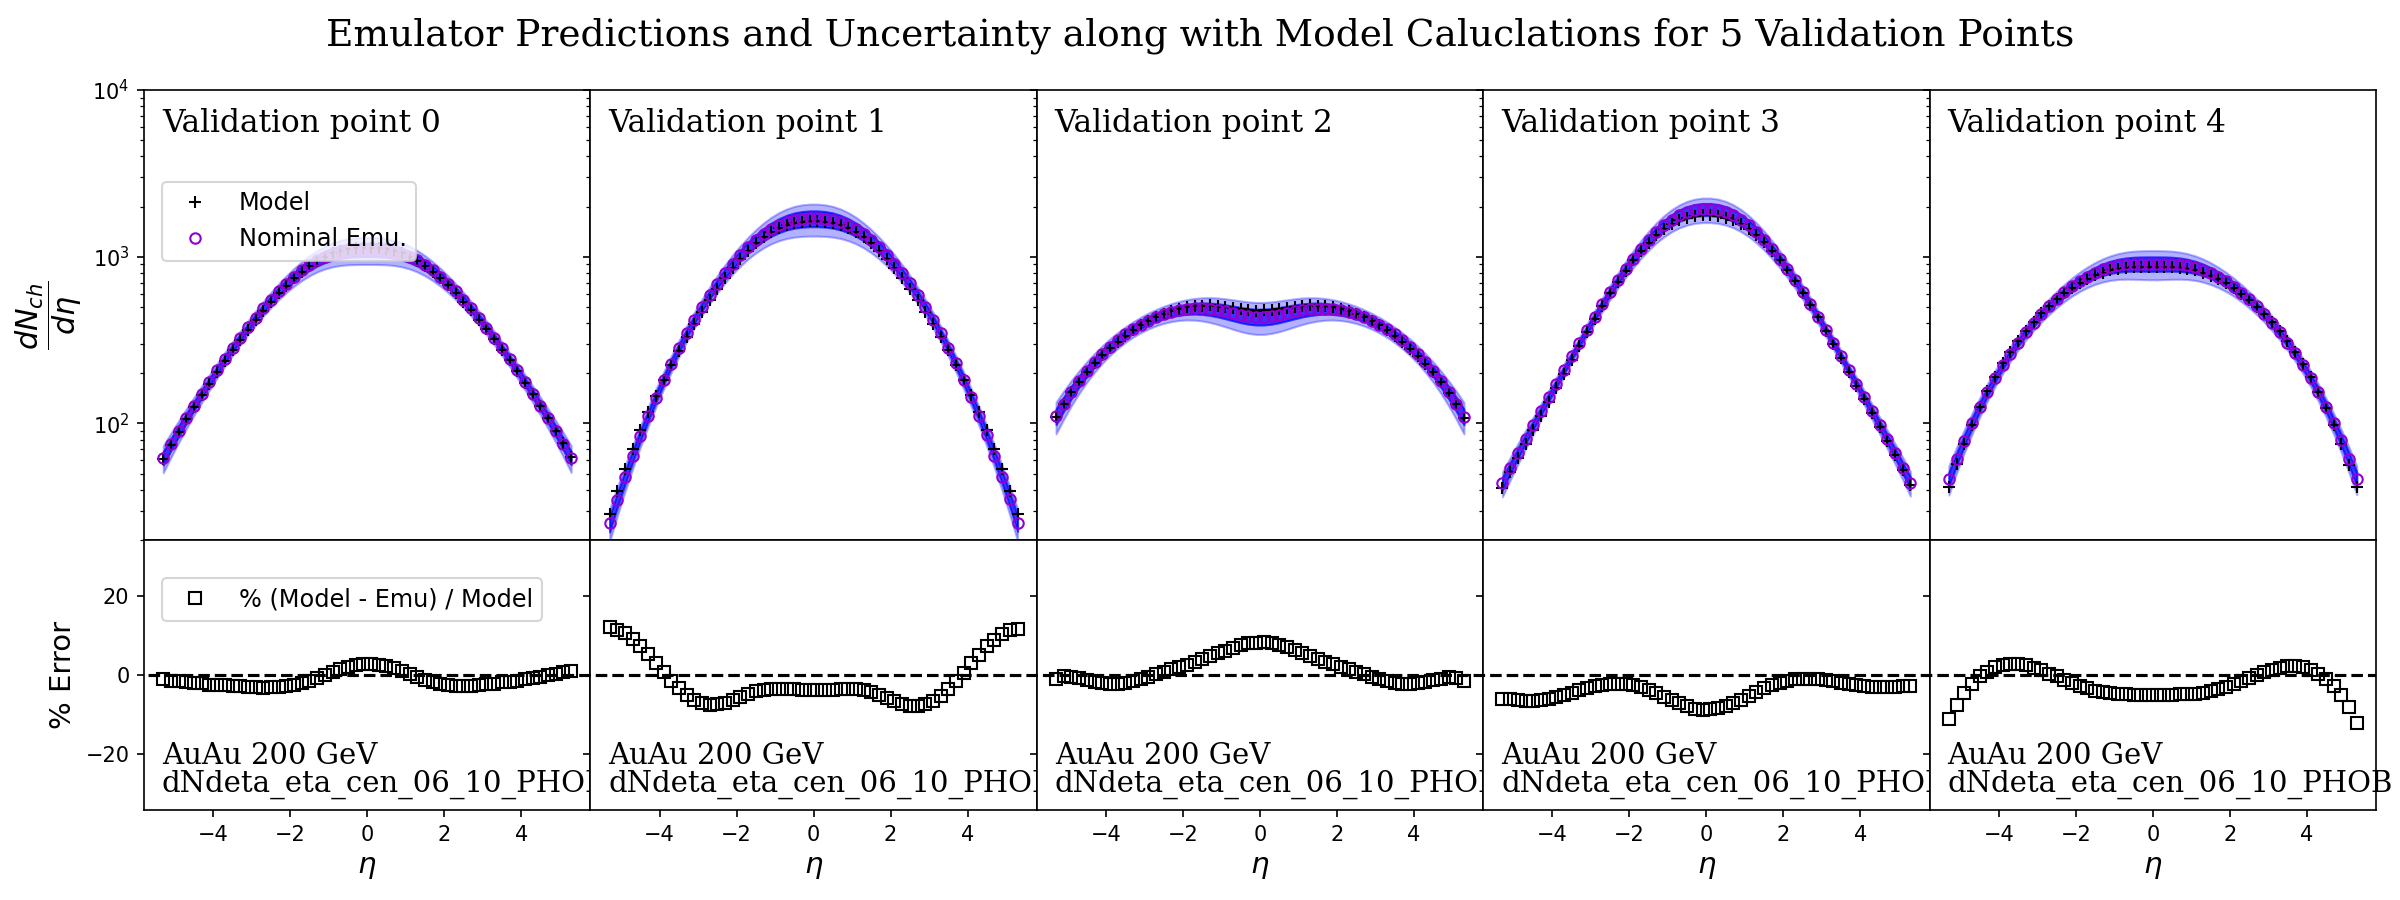 Emulator Predictions and Uncertainty along with Model Caluclations for 5 Validation Points
Validation point 0
Validation point 1
Validation point 2
Validation point 3
Validation point 4
Model
Nominal Emu.
10^4
10^3
10^2
dN_ch
dη
% (Model - Emu) / Model
20
0
−20
% Error
AuAu 200 GeV
dNdeta_eta_cen_06_10_PHO
AuAu 200 GeV
dNdeta_eta_cen_06_10_PHO
AuAu 200 GeV
dNdeta_eta_cen_06_10_PHO
AuAu 200 GeV
dNdeta_eta_cen_06_10_PHO
AuAu 200 GeV
dNdeta_eta_cen_06_10_PHOB
−4 −2 0 2 4
−4 −2 0 2 4
−4 −2 0 2 4
−4 −2 0 2 4
−4 −2 0 2 4
η
η
η
η
η